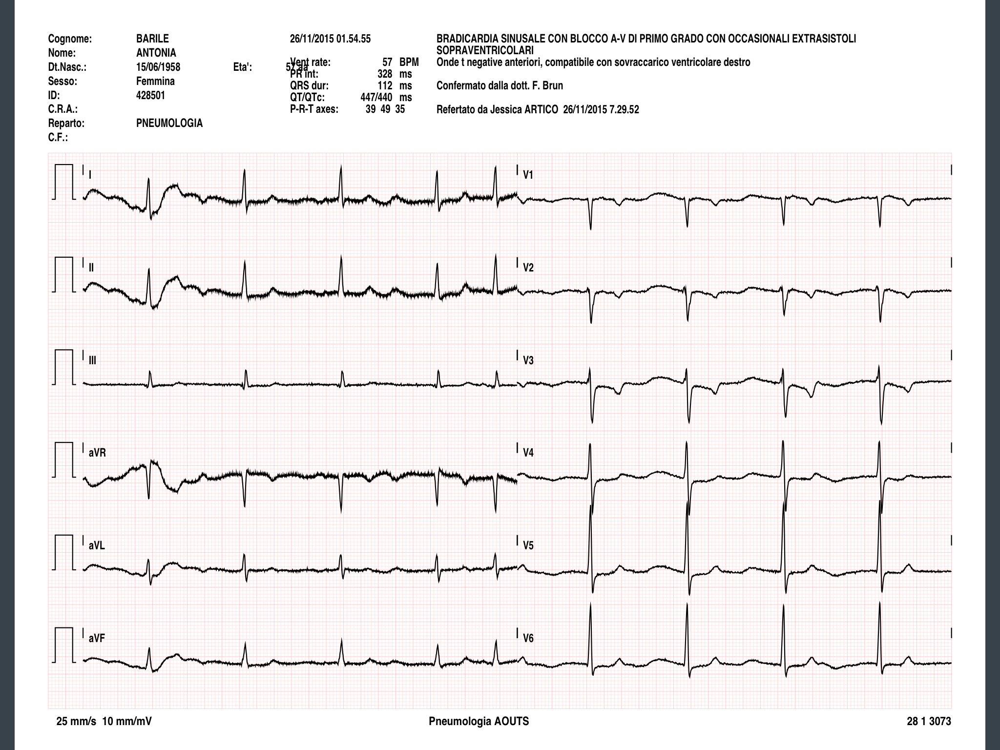 Cognome: BARILE
Nome: ANTONIA
Dt.Nasc.: 15/06/1958 Eta': 57 aa
Sesso: Femmina
ID: 428501
C.R.A.:
Reparto: PNEUMOLOGIA
C.F.:
26/11/2015 01.54.55
Vent rate: 57 BPM
PR int: 328 ms
QRS dur: 112 ms
QT/QTc: 447/440 ms
P-R-T axes: 39 49 35
BRADICARDIA SINUSALE CON BLOCCO A-V DI PRIMO GRADO CON OCCASIONALI EXTRASISTOLI
SOPRAVENTRICOLARI
Onde t negative anteriori, compatibile con sovraccarico ventricolare destro
Confermato dalla dott. F. Brun
Refertato da Jessica ARTICO 26/11/2015 7.29.52
I V1
II V2
III V3
aVR V4
aVL V5
aVF V6
25 mm/s 10 mm/mV Pneumologia AOUTS 28 1 3073